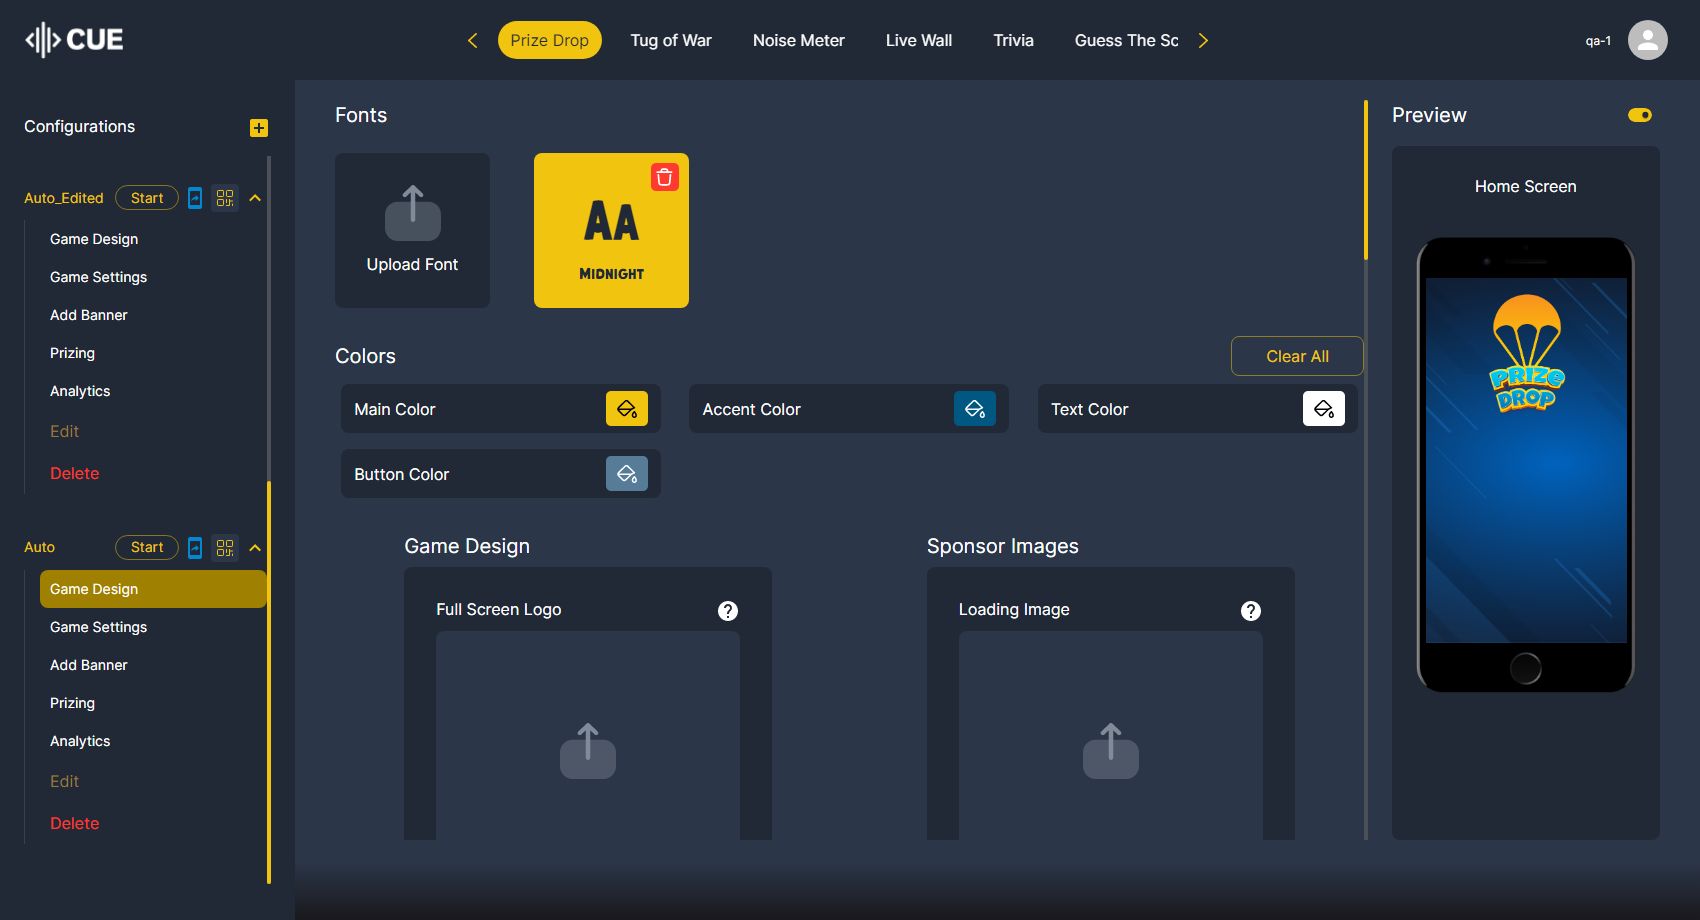 CUE
Prize Drop
Tug of War
Noise Meter
Live Wall
Trivia
Guess The Sc
qa-1
Configurations
Auto_Edited
Start
Game Design
Game Settings
Add Banner
Prizing
Analytics
Edit
Delete
Auto
Start
Game Design
Game Settings
Add Banner
Prizing
Analytics
Edit
Delete
Fonts
Upload Font
AA
MIDNIGHT
Colors
Clear All
Main Color
Accent Color
Text Color
Button Color
Game Design
Full Screen Logo
?
Sponsor Images
Loading Image
?
Preview
Home Screen
PRIZE
DROP